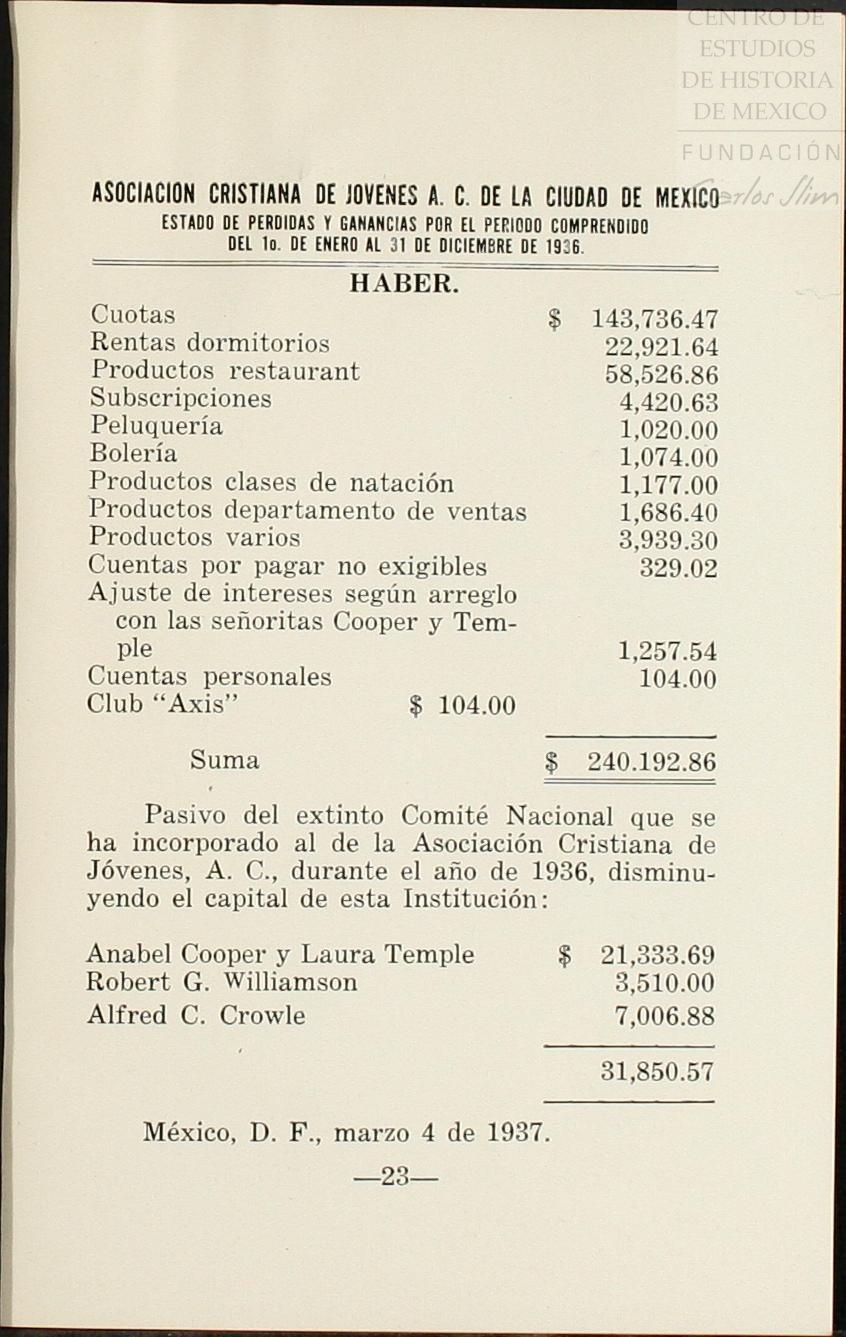 CENTRO DE
ESTUDIOS
DE HISTORIA
DE MEXICO
FUNDACIÓN
Carlos Slim
ASOCIACION CRISTIANA DE JOVENES A. C. DE LA CIUDAD DE MEXICO
ESTADO DE PERDIDAS Y GANANCIAS POR EL PERIODO COMPRENDIDO
DEL 1o. DE ENERO AL 31 DE DICIEMBRE DE 1936.
HABER.
Cuotas $ 143,736.47
Rentas dormitorios 22,921.64
Productos restaurant 58,526.86
Subscripciones 4,420.63
Peluquería 1,020.00
Bolería 1,074.00
Productos clases de natación 1,177.00
Productos departamento de ventas 1,686.40
Productos varios 3,939.30
Cuentas por pagar no exigibles 329.02
Ajuste de intereses según arreglo
con las señoritas Cooper y Tem-
ple 1,257.54
Cuentas personales 104.00
Club “Axis” $ 104.00
Suma $ 240.192.86
Pasivo del extinto Comité Nacional que se
ha incorporado al de la Asociación Cristiana de
Jóvenes, A. C., durante el año de 1936, disminu-
yendo el capital de esta Institución:
Anabel Cooper y Laura Temple $ 21,333.69
Robert G. Williamson 3,510.00
Alfred C. Crowle 7,006.88
31,850.57
México, D. F., marzo 4 de 1937.
—23—